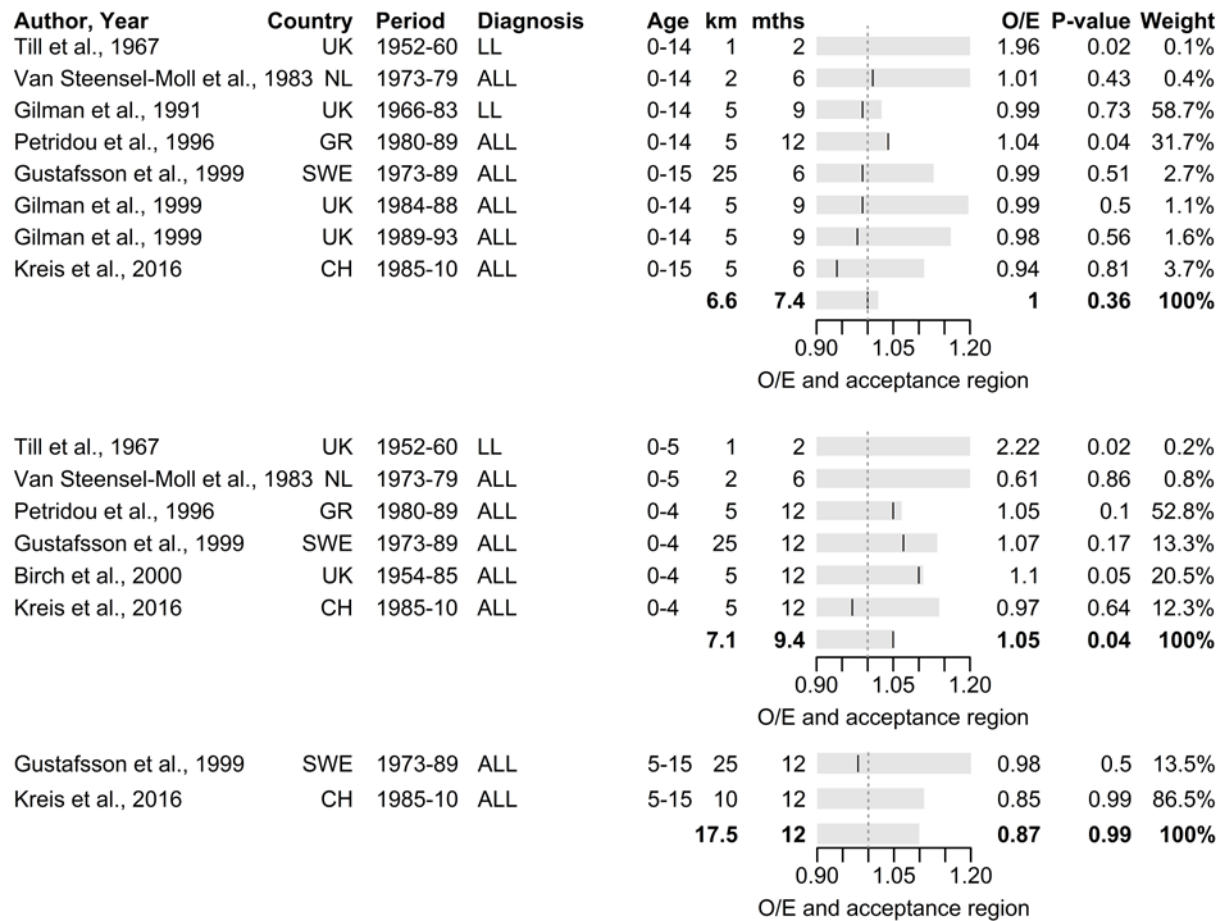 Author, Year Country Period Diagnosis Age km mths O/E P-value Weight
Till et al., 1967 UK 1952-60 LL 0-14 1 2 1.96 0.02 0.1%
Van Steensel-Moll et al., 1983 NL 1973-79 ALL 0-14 2 6 1.01 0.43 0.4%
Gilman et al., 1991 UK 1966-83 LL 0-14 5 9 0.99 0.73 58.7%
Petridou et al., 1996 GR 1980-89 ALL 0-14 5 12 1.04 0.04 31.7%
Gustafsson et al., 1999 SWE 1973-89 ALL 0-15 25 6 0.99 0.51 2.7%
Gilman et al., 1999 UK 1984-88 ALL 0-14 5 9 0.99 0.5 1.1%
Gilman et al., 1999 UK 1989-93 ALL 0-14 5 9 0.98 0.56 1.6%
Kreis et al., 2016 CH 1985-10 ALL 0-15 5 6 0.94 0.81 3.7%
6.6 7.4 1 0.36 100%
0.90 1.05 1.20
O/E and acceptance region
Till et al., 1967 UK 1952-60 LL 0-5 1 2 2.22 0.02 0.2%
Van Steensel-Moll et al., 1983 NL 1973-79 ALL 0-5 2 6 0.61 0.86 0.8%
Petridou et al., 1996 GR 1980-89 ALL 0-4 5 12 1.05 0.1 52.8%
Gustafsson et al., 1999 SWE 1973-89 ALL 0-4 25 12 1.07 0.17 13.3%
Birch et al., 2000 UK 1954-85 ALL 0-4 5 12 1.1 0.05 20.5%
Kreis et al., 2016 CH 1985-10 ALL 0-4 5 12 0.97 0.64 12.3%
7.1 9.4 1.05 0.04 100%
0.90 1.05 1.20
O/E and acceptance region
Gustafsson et al., 1999 SWE 1973-89 ALL 5-15 25 12 0.98 0.5 13.5%
Kreis et al., 2016 CH 1985-10 ALL 5-15 10 12 0.85 0.99 86.5%
17.5 12 0.87 0.99 100%
0.90 1.05 1.20
O/E and acceptance region